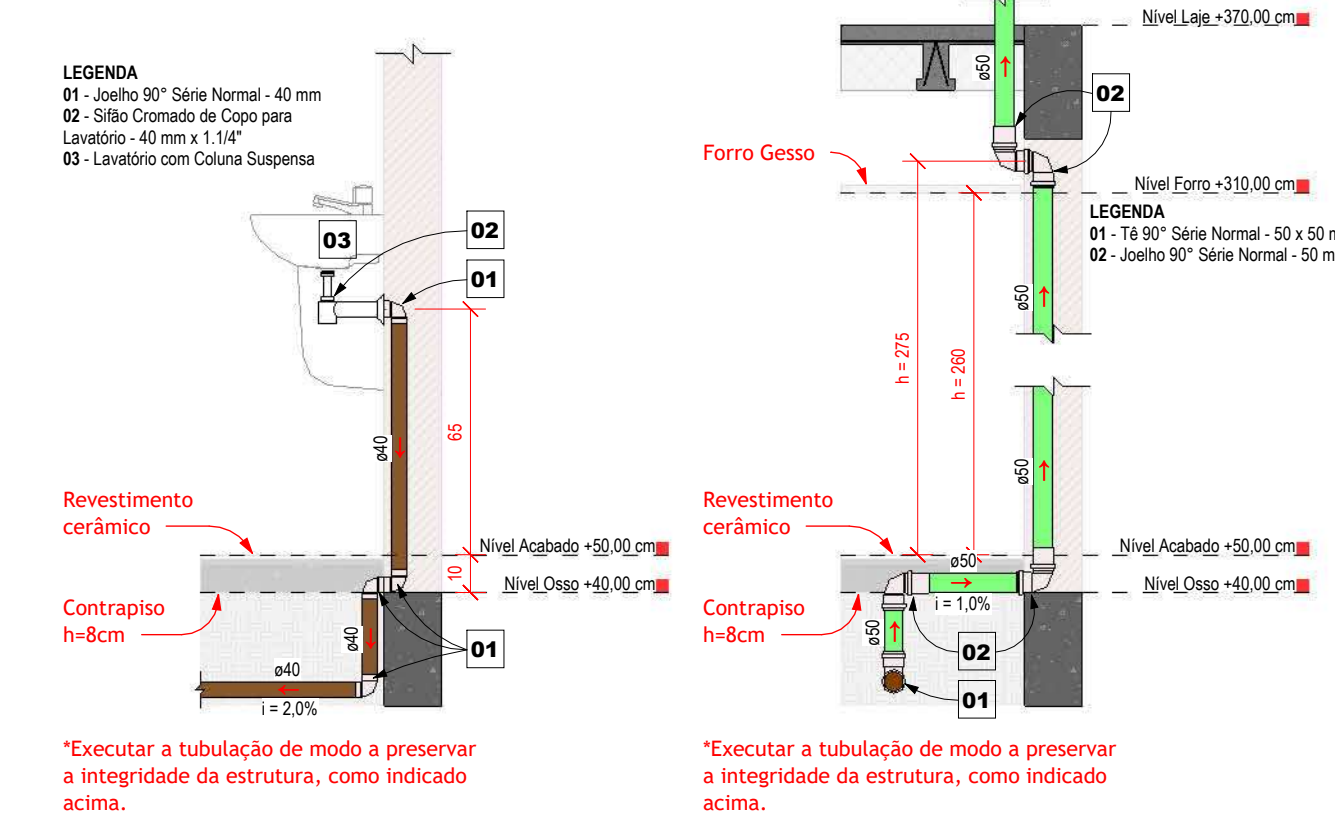 LEGENDA
01 - Joelho 90° Série Normal - 40 mm
02 - Sifão Cromado de Copo para
Lavatório - 40 mm x 1.1/4"
03 - Lavatório com Coluna Suspensa
03
02
01
ø40
65
Revestimento
cerâmico
Nível Acabado +50,00 cm
10
Nível Osso +40,00 cm
Contrapiso
h=8cm
ø40
01
ø40
i = 2,0%
*Executar a tubulação de modo a preservar
a integridade da estrutura, como indicado
acima.
Nível Laje +370,00 cm
ø50
02
Forro Gesso
Nível Forro +310,00 cm
LEGENDA
01 - Tê 90° Série Normal - 50 x 50
02 - Joelho 90° Série Normal - 50
ø50
h = 275
h = 260
ø50
Revestimento
cerâmico
Nível Acabado +50,00 cm
ø50
Nível Osso +40,00 cm
i = 1,0%
Contrapiso
h=8cm
ø50
02
01
*Executar a tubulação de modo a preservar
a integridade da estrutura, como indicado
acima.